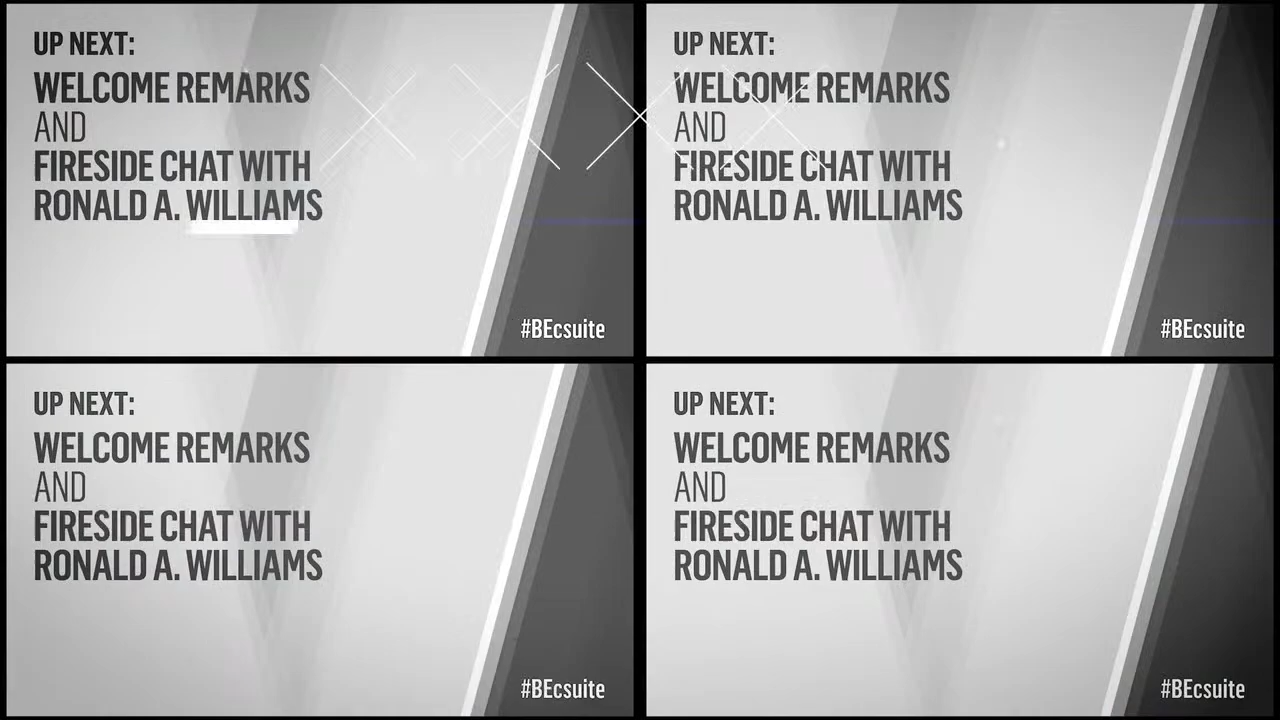 UP NEXT:
WELCOME REMARKS
AND
FIRESIDE CHAT WITH
RONALD A. WILLIAMS
#BEcsuite
UP NEXT:
WELCOME REMARKS
AND
FIRESIDE CHAT WITH
RONALD A. WILLIAMS
#BEcsuite
UP NEXT:
WELCOME REMARKS
AND
FIRESIDE CHAT WITH
RONALD A. WILLIAMS
#BEcsuite
UP NEXT:
WELCOME REMARKS
AND
FIRESIDE CHAT WITH
RONALD A. WILLIAMS
#BEcsuite